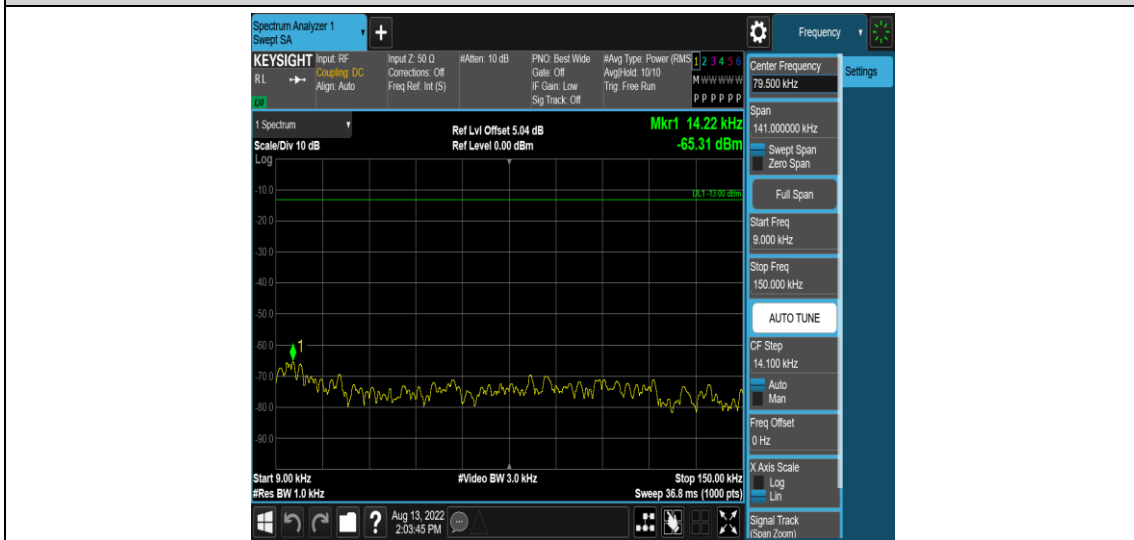 Spectrum Analyzer 1
Swept SA
+
Frequency
KEYSIGHT
RL
LNI
Input: RF
Coupling: DC
Align: Auto
Input Z: 50 Ω
Corrections: Off
Freq Ref: Int (S)
#Atten: 10 dB
PNO: Best Wide
Gate: Off
IF Gain: Low
Sig Track: Off
#Avg Type: Power (RMS
Avg|Hold: 10/10
Trig: Free Run
1 2 3 4 5 6
M W W W W W
P P P P P P
1 Spectrum
Scale/Div 10 dB
Log
Ref Lvl Offset 5.04 dB
Ref Level 0.00 dBm
Mkr1 14.22 kHz
-65.31 dBm
DL1 -13.00 dBm
-10.0
-20.0
-30.0
-40.0
-50.0
-60.0
-70.0
-80.0
-90.0
1
Start 9.00 kHz
#Res BW 1.0 kHz
#Video BW 3.0 kHz
Stop 150.00 kHz
Sweep 36.8 ms (1000 pts)
?
Aug 13, 2022
2:03:45 PM
Center Frequency
79.500 kHz
Settings
Span
141.000000 kHz
Swept Span
Zero Span
Full Span
Start Freq
9.000 kHz
Stop Freq
150.000 kHz
AUTO TUNE
CF Step
14.100 kHz
Auto
Man
Freq Offset
0 Hz
X Axis Scale
Log
Lin
Signal Track
(Span Zoom)